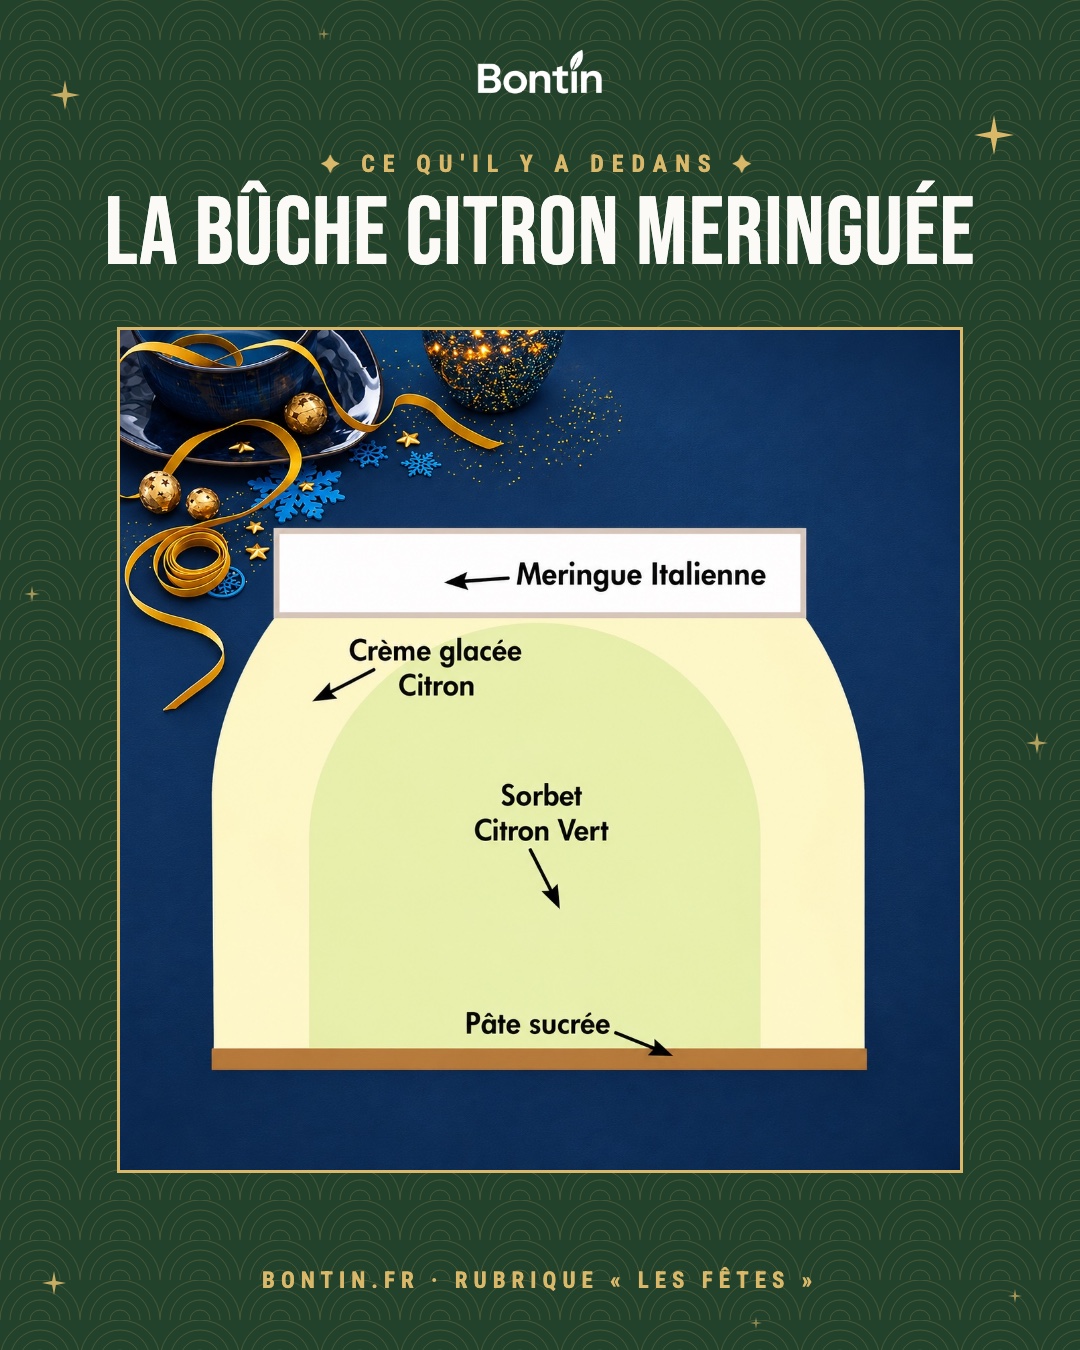 Bontin
✦ CE QU'IL Y A DEDANS ✦
LA BÛCHE CITRON MERINGUÉE
Meringue Italienne
Crème glacée
Citron
Sorbet
Citron Vert
Pâte sucrée
BONTIN.FR · RUBRIQUE « LES FÊTES »